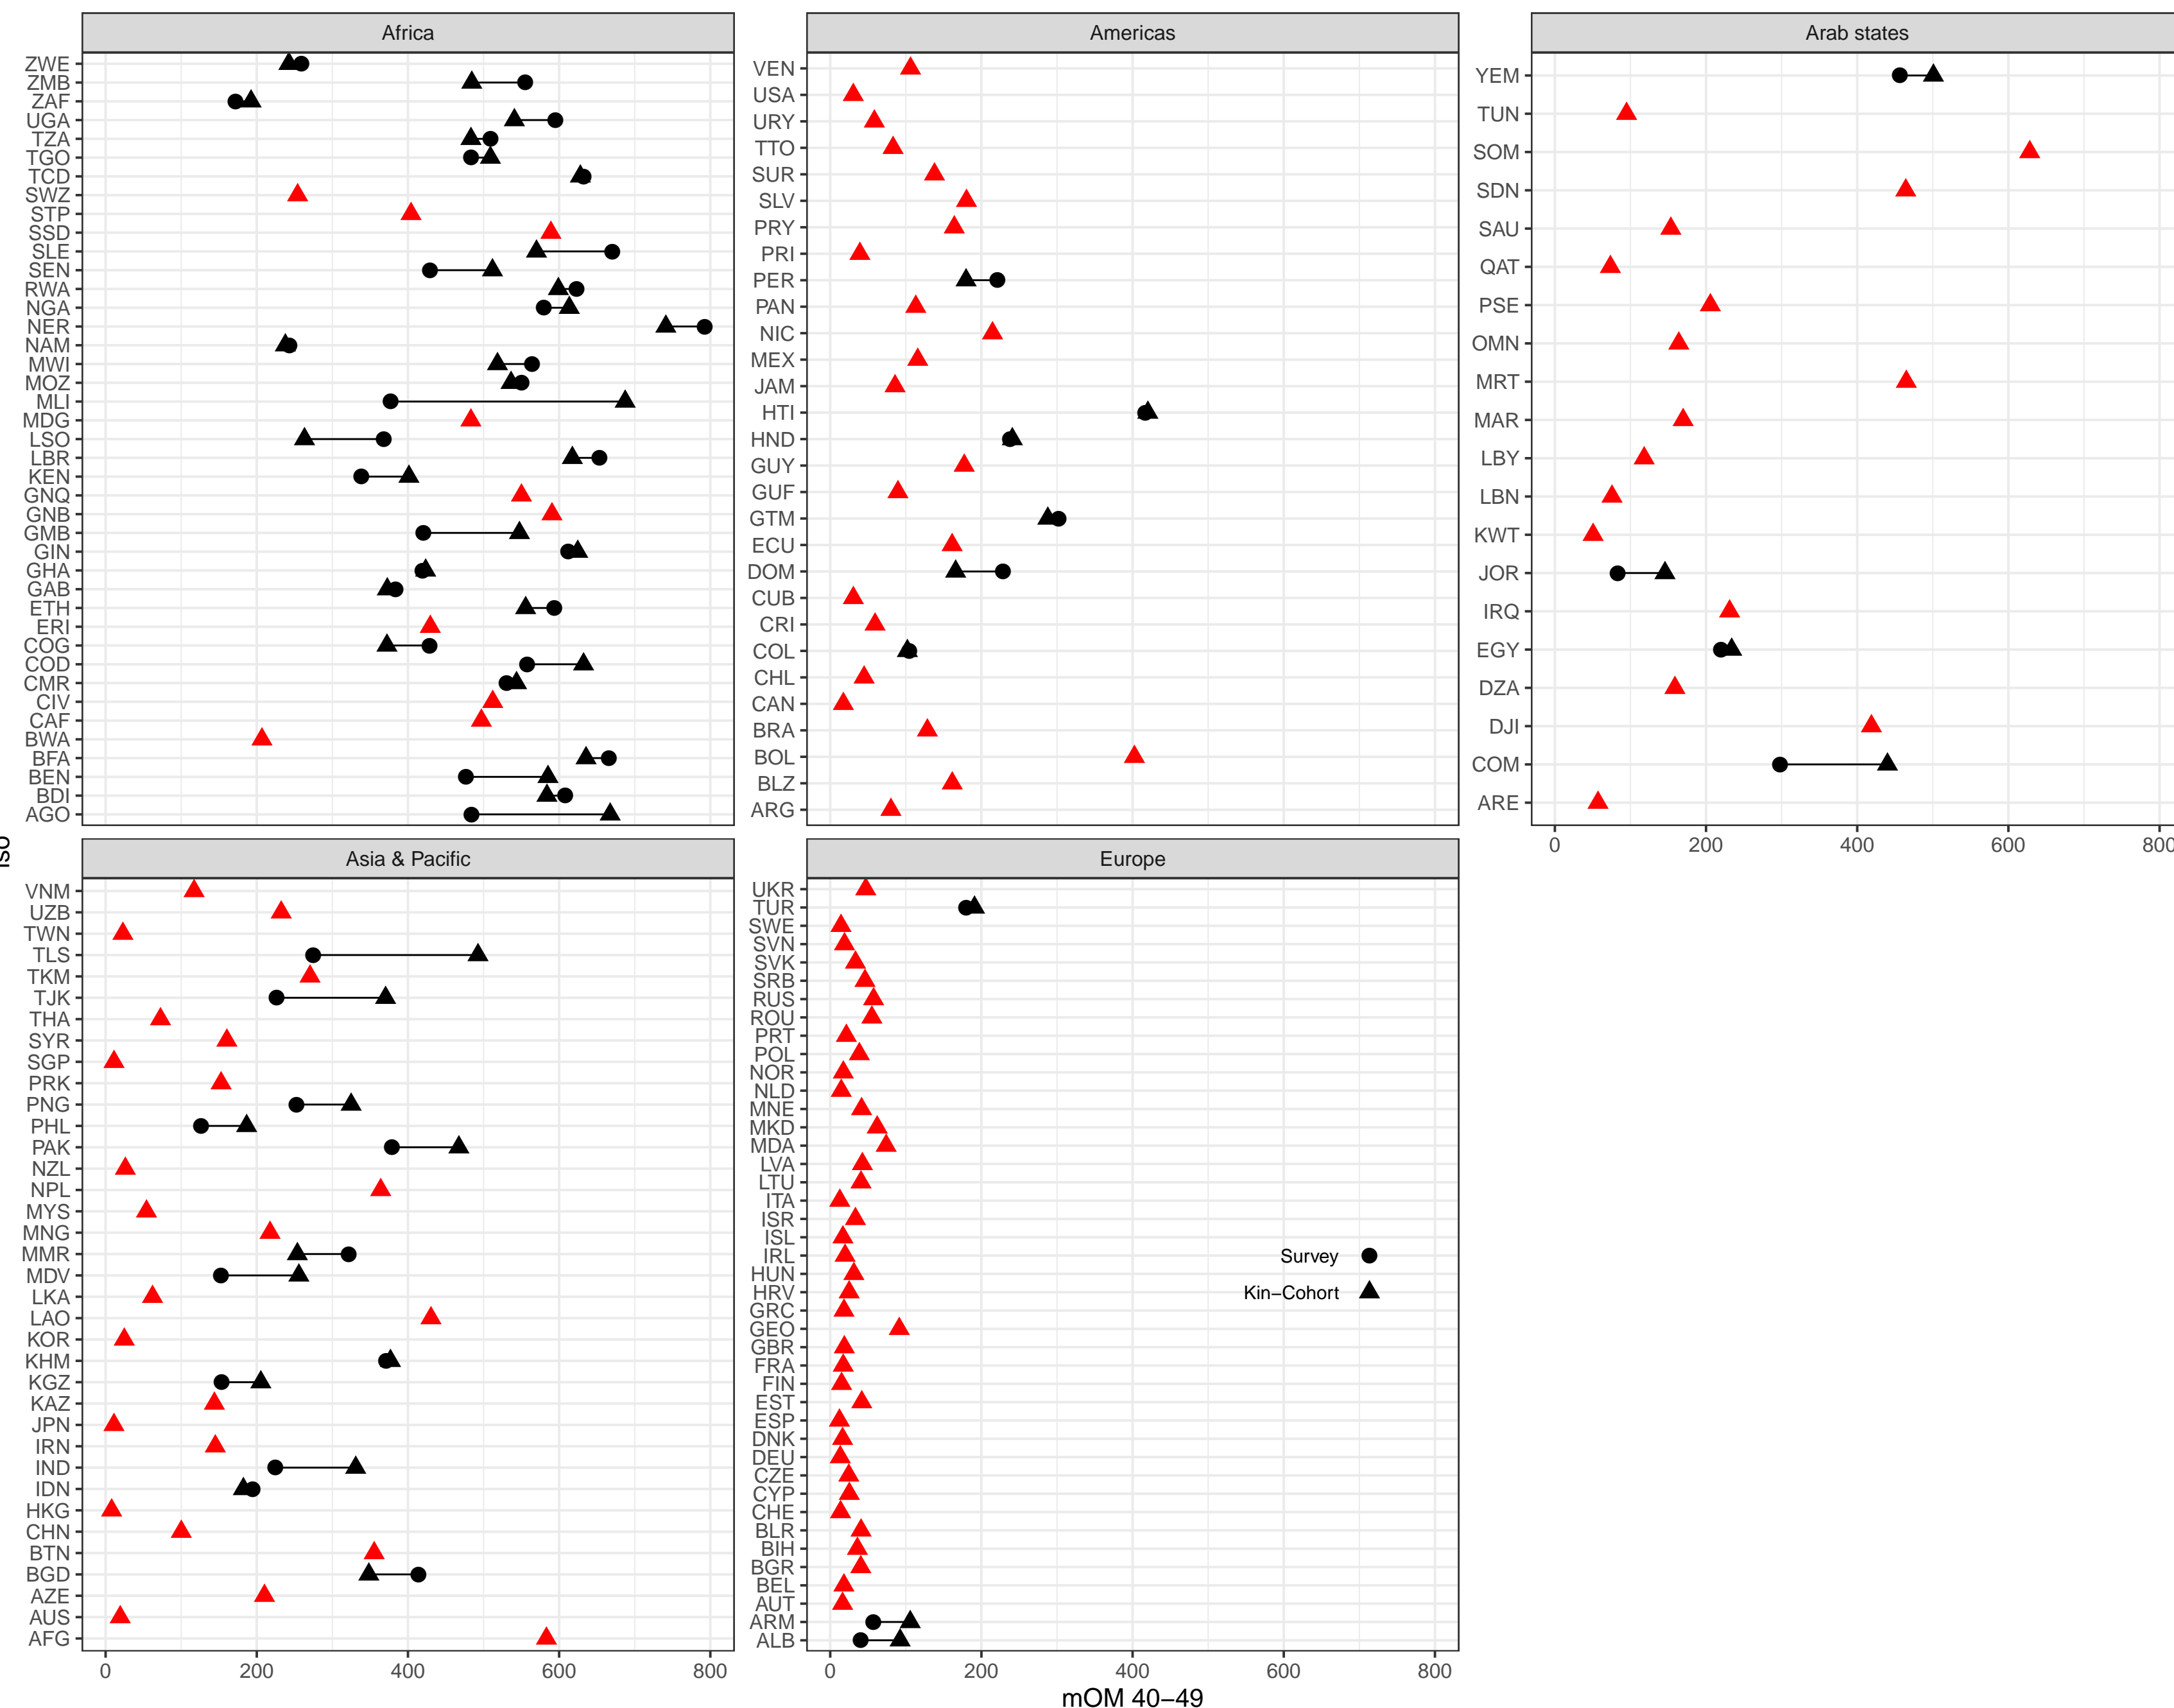 Africa
ZWE
ZMB
ZAF
UGA
TZA
TGO
TCD
SWZ
STP
SSD
SLE
SEN
RWA
NGA
NER
NAM
MWI
MOZ
MLI
MDG
LSO
LBR
KEN
GNQ
GNB
GMB
GIN
GHA
GAB
ETH
ERI
COG
COD
CMR
CIV
CAF
BWA
BFA
BEN
BDI
AGO
Americas
VEN
USA
URY
TTO
SUR
SLV
PRY
PRI
PER
PAN
NIC
MEX
JAM
HTI
HND
GUY
GUF
GTM
ECU
DOM
CUB
CRI
COL
CHL
CAN
BRA
BOL
BLZ
ARG
Arab states
YEM
TUN
SOM
SDN
SAU
QAT
PSE
OMN
MRT
MAR
LBY
LBN
KWT
JOR
IRQ
EGY
DZA
DJI
COM
ARE
0 200 400 600 800
iso
Asia & Pacific
VNM
UZB
TWN
TLS
TKM
TJK
THA
SYR
SGP
PRK
PNG
PHL
PAK
NZL
NPL
MYS
MNG
MMR
MDV
LKA
LAO
KOR
KHM
KGZ
KAZ
JPN
IRN
IND
IDN
HKG
CHN
BTN
BGD
AZE
AUS
AFG
0 200 400 600 800
Europe
UKR
TUR
SWE
SVN
SVK
SRB
RUS
ROU
PRT
POL
NOR
NLD
MNE
MKD
MDA
LVA
LTU
ITA
ISR
ISL
IRL
HUN
HRV
GRC
GEO
GBR
FRA
FIN
EST
ESP
DNK
DEU
CZE
CYP
CHE
BLR
BIH
BGR
BEL
AUT
ARM
ALB
Survey
Kin−Cohort
0 200 400 600 800
mOM 40−49